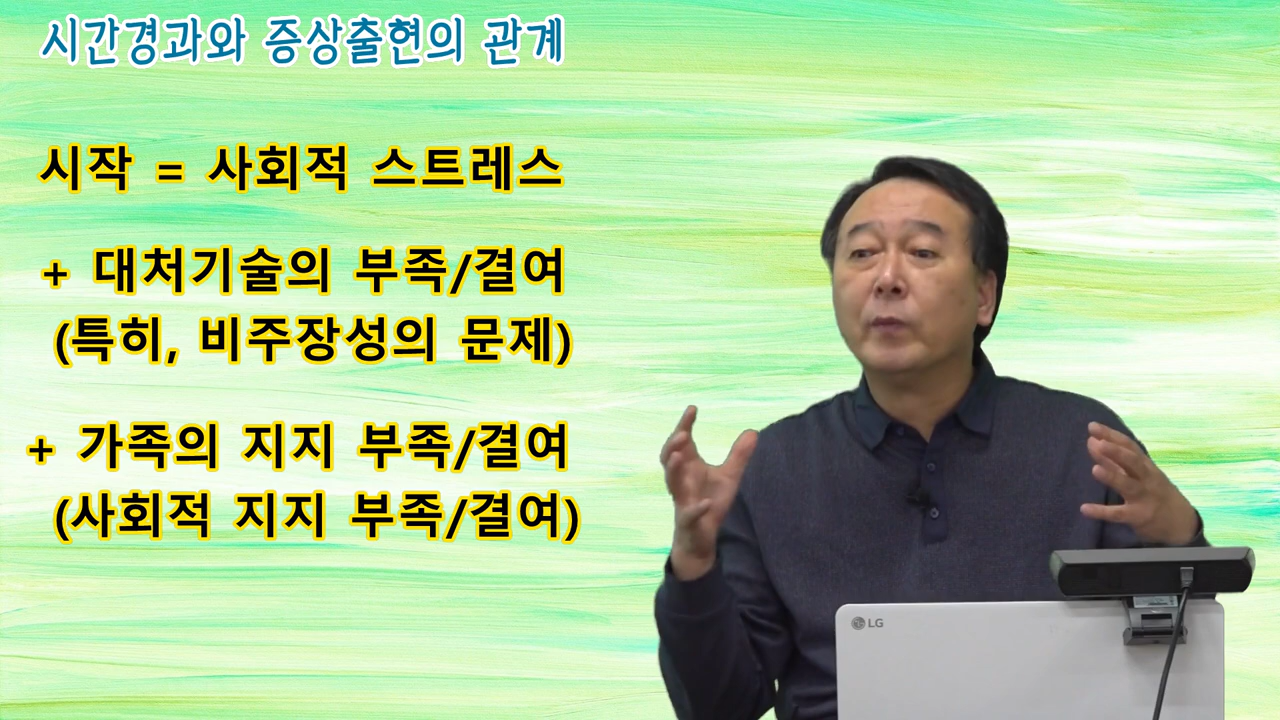 시간경과와 증상출현의 관계
시작 = 사회적 스트레스
+ 대처기술의 부족/결여
(특히, 비주장성의 문제)
+ 가족의 지지 부족/결여
(사회적 지지 부족/결여)
LG